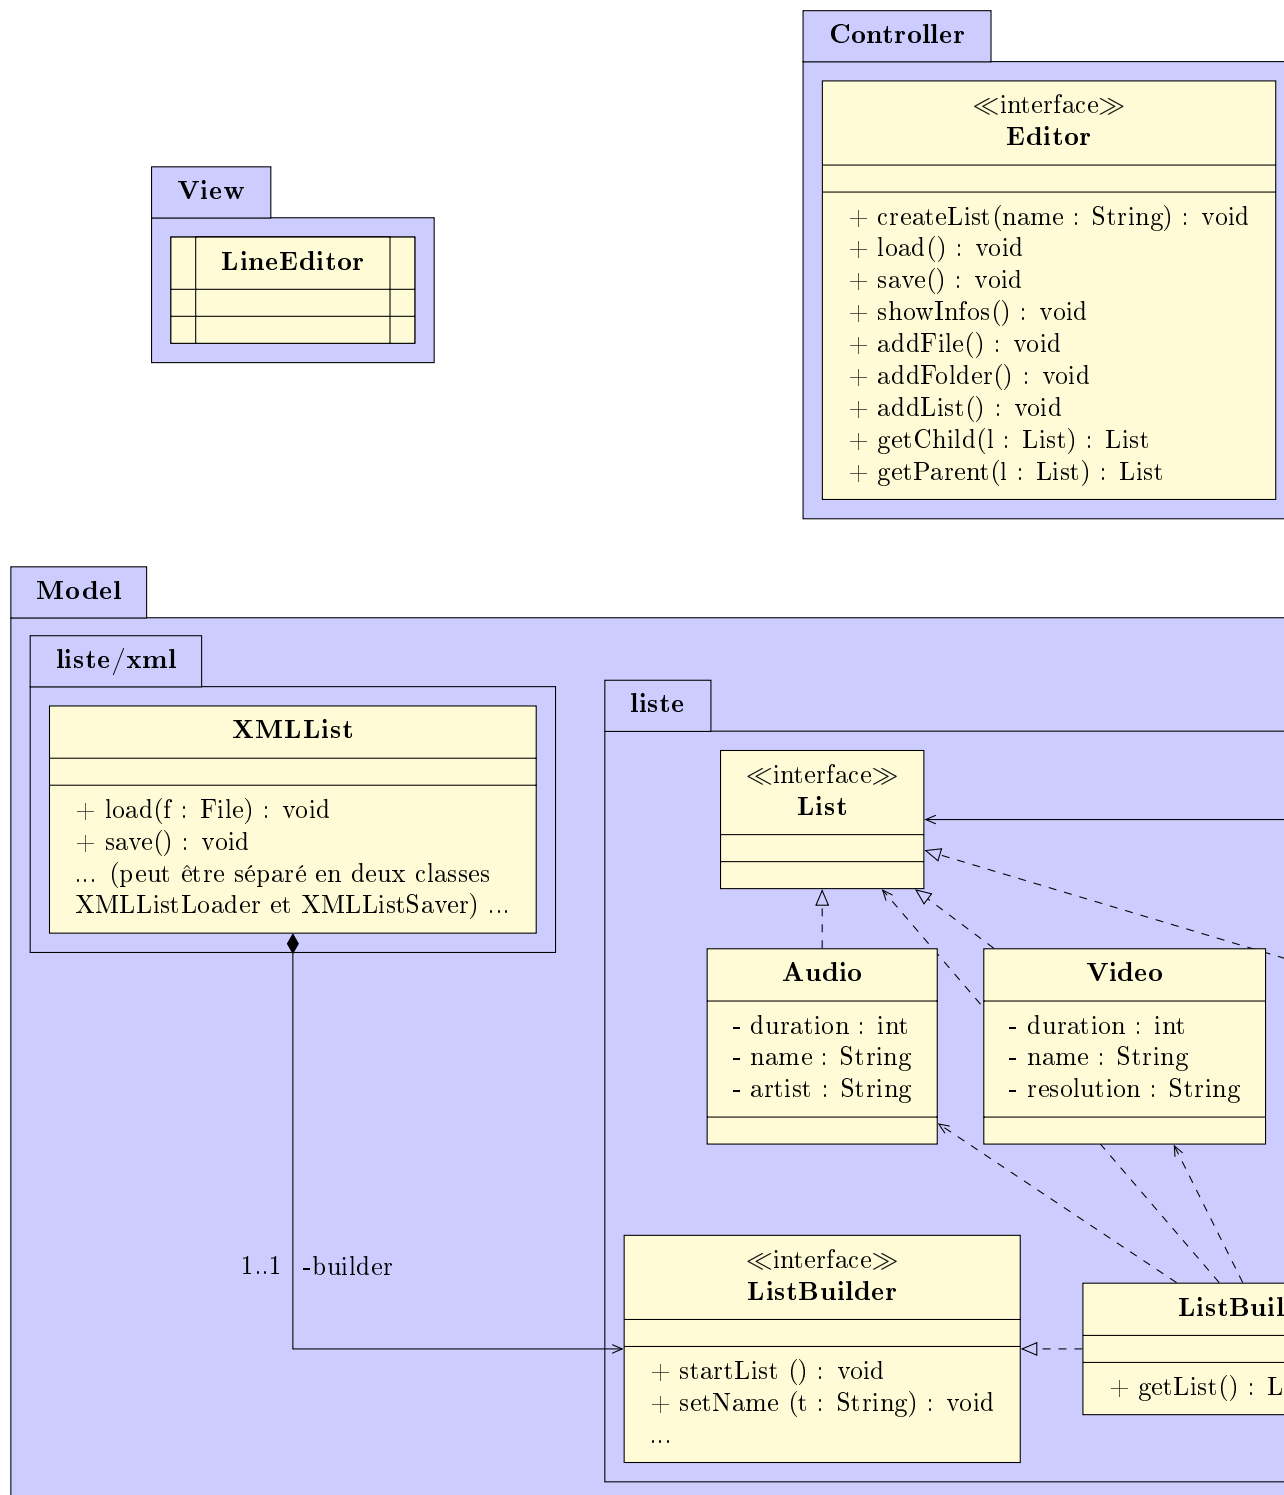 Controller
≪interface≫
Editor
+ createList(name : String) : void
+ load() : void
+ save() : void
+ showInfos() : void
+ addFile() : void
+ addFolder() : void
+ addList() : void
+ getChild(l : List) : List
+ getParent(l : List) : List
View
LineEditor
Model
liste/xml
XMLList
+ load(f : File) : void
+ save() : void
... (peut être séparé en deux classes
XMLListLoader et XMLListSaver) ...
1..1 -builder
liste
≪interface≫
List
Audio
- duration : int
- name : String
- artist : String
Video
- duration : int
- name : String
- resolution : String
≪interface≫
ListBuilder
+ startList () : void
+ setName (t : String) : void
...
+ getList() :